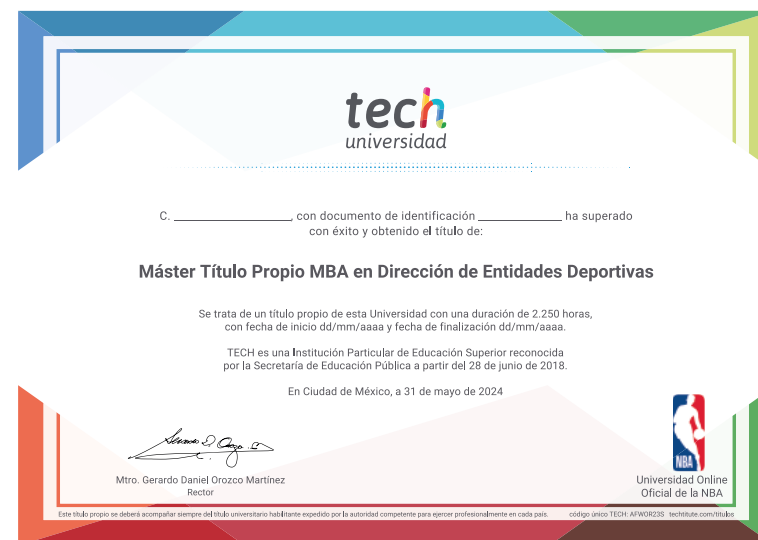 tech
universidad
C. ____________________, con documento de identificación ______________ ha superado
con éxito y obtenido el título de:
Máster Título Propio MBA en Dirección de Entidades Deportivas
Se trata de un título propio de esta Universidad con una duración de 2.250 horas,
con fecha de inicio dd/mm/aaaa y fecha de finalización dd/mm/aaaa.
TECH es una Institución Particular de Educación Superior reconocida
por la Secretaría de Educación Pública a partir del 28 de junio de 2018.
En Ciudad de México, a 31 de mayo de 2024
NBA
Mtro. Gerardo Daniel Orozco Martínez
Rector
Universidad Online
Oficial de la NBA
Este título propio se deberá acompañar siempre del título universitario habilitante expedido por la autoridad competente para ejercer profesionalmente en cada país. código único TECH: AFWOR23S techtitute.com/titulos